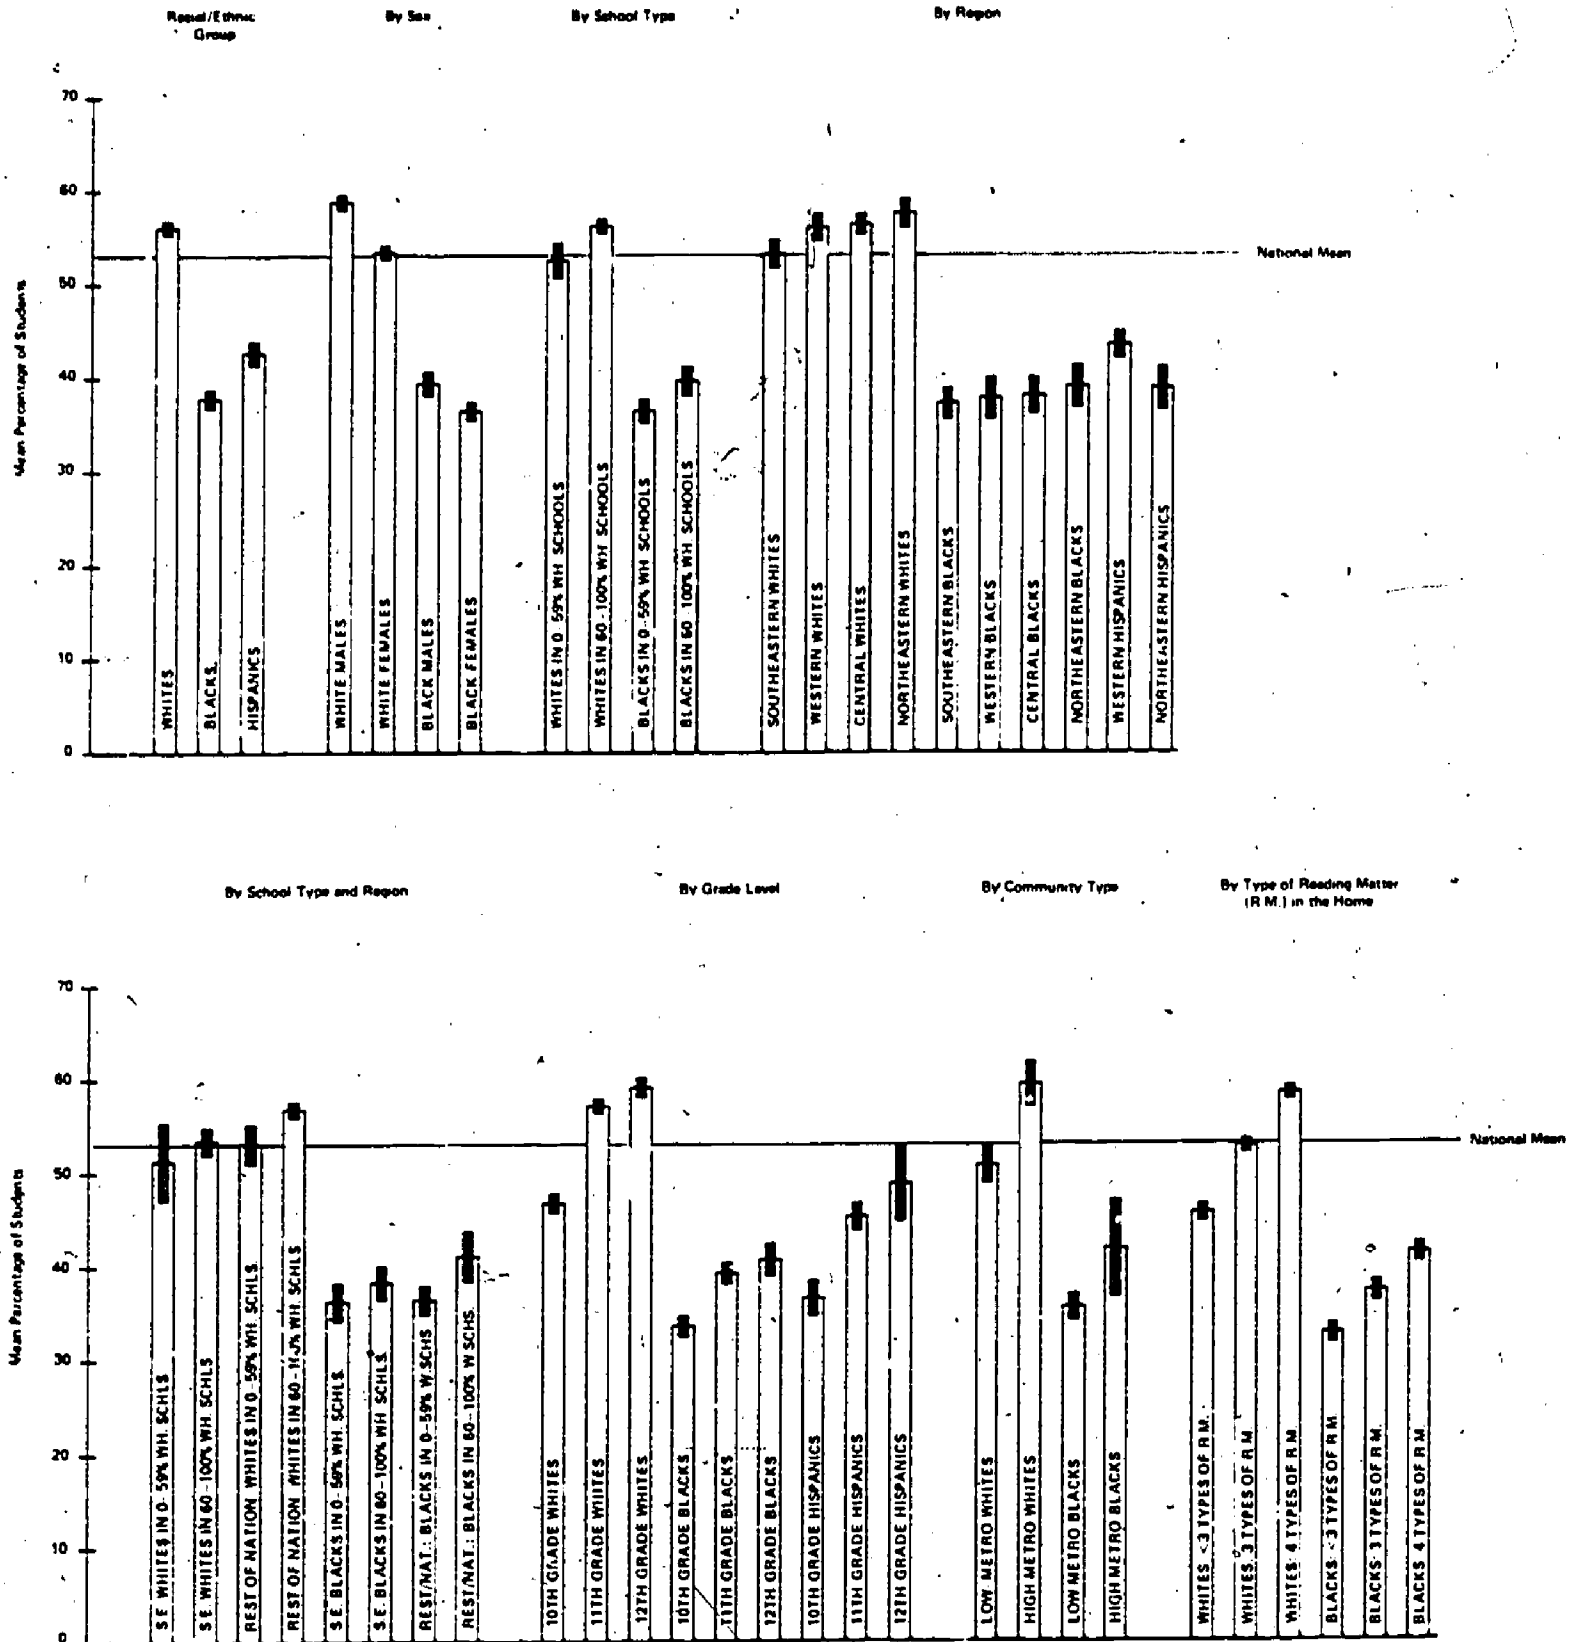 Racial/Ethnic
Group
By Sex
By School Type
By Region
70
60
50
40
30
20
10
0
Mean Percentage of Students
National Mean
WHITES
BLACKS
HISPANICS
WHITE MALES
WHITE FEMALES
BLACK MALES
BLACK FEMALES
WHITES IN 0-59% WH SCHOOLS
WHITES IN 60-100% WH SCHOOLS
BLACKS IN 0-59% WH SCHOOLS
BLACKS IN 60-100% WH. SCHOOLS
SOUTHEASTERN WHITES
WESTERN WHITES
CENTRAL WHITES
NORTHEASTERN WHITES
SOUTHEASTERN BLACKS
WESTERN BLACKS
CENTRAL BLACKS
NORTHEASTERN BLACKS
WESTERN HISPANICS
NORTHEASTERN HISPANICS
By School Type and Region
By Grade Level
By Community Type
By Type of Reading Matter
(R.M.) in the Home
70
60
50
40
30
20
10
0
Mean Percentage of Students
National Mean
S.E. WHITES IN 0-59% WH. SCHLS
S.E. WHITES IN 60-100% WH. SCHLS
REST OF NATION WHITES IN 0-59% WH. SCHLS.
REST OF NATION WHITES IN 60-100% WH. SCHLS
S.E. BLACKS IN 0-59% WH. SCHLS.
S.E. BLACKS IN 60-100% WH SCHLS.
REST/NAT.: BLACKS IN 0-59% W.SCHS
REST/NAT.: BLACKS IN 60-100% W SCHS.
10TH GRADE WHITES
11TH GRADE WHITES
12TH GRADE WHITES
10TH GRADE BLACKS
11TH GRADE BLACKS
12TH GRADE BLACKS
10TH GRADE HISPANICS
11TH GRADE HISPANICS
12TH GRADE HISPANICS
LOW METRO WHITES
HIGH METRO WHITES
LOW METRO BLACKS
HIGH METRO BLACKS
WHITES <3 TYPES OF R.M.
WHITES 3 TYPES OF R.M.
WHITES 4 TYPES OF R.M
BLACKS <3 TYPES OF R.M.
BLACKS 3 TYPES OF R.M.
BLACKS 4 TYPES OF R.M.